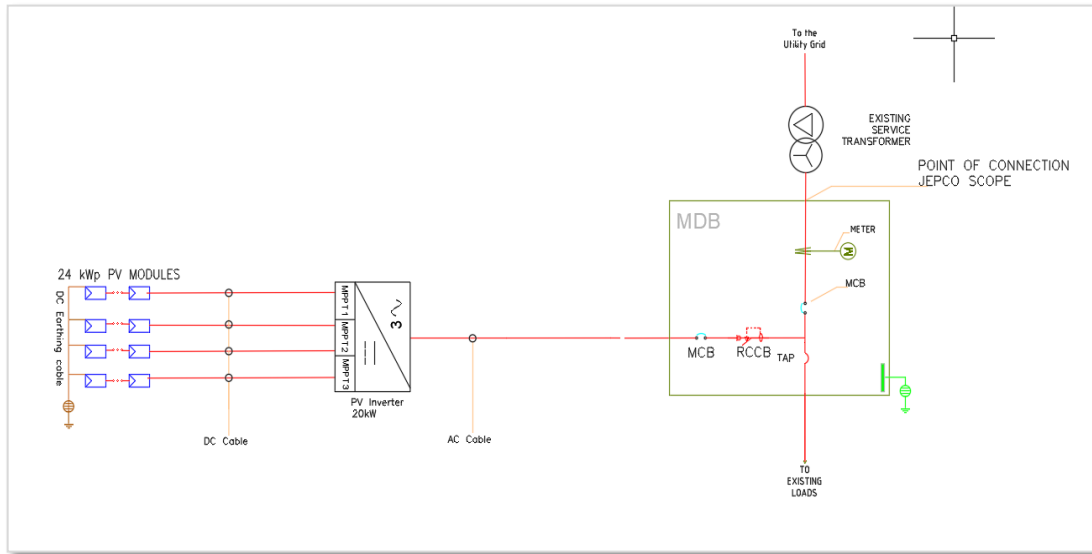 To the
Utility Grid
EXISTING
SERVICE
TRANSFORMER
POINT OF CONNECTION
JEPCO SCOPE
MDB
METER
M
MCB
24 kWp PV MODULES
DC Earthing cable
MPPT1
MPPT2
MPPT3
3
PV Inverter
20kW
MCB
RCCB
TAP
DC Cable
AC Cable
TO
EXISTING
LOADS